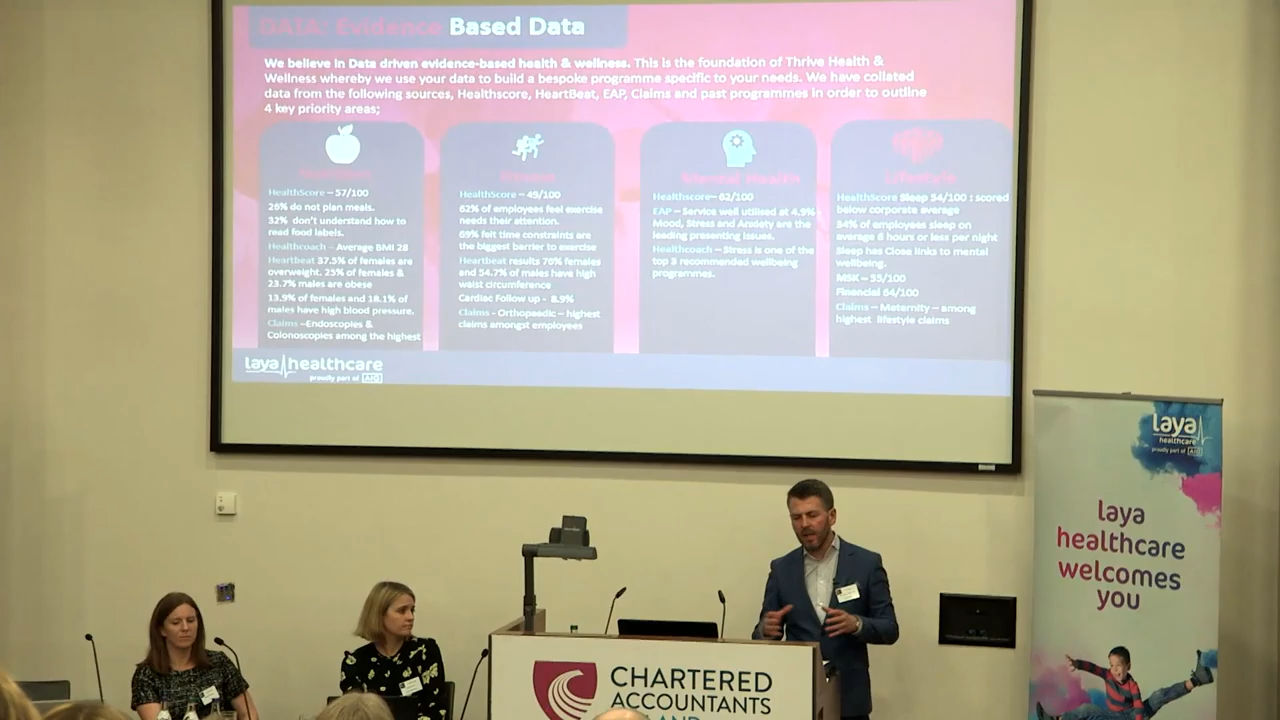 GAIA: Evidence Based Data
We believe in Data driven evidence-based health & wellness. This is the foundation of Thrive Health &
Wellness whereby we use your data to build a bespoke programme specific to your needs. We have collated
data from the following sources, Healthscore, HeartBeat, EAP, Claims and past programmes in order to outline
4 key priority areas;
HealthScore – 57/100
26% do not plan meals.
32% don't understand how to
read food labels.
Healthcoach – Average BMI 28
Heartbeat 37.5% of females are
overweight. 25% of females &
23.7% of males are obese
13.9% of females and 18.1% of
males have high blood pressure.
Claims –Endoscopies &
Colonoscopies among the highest
Fitness
HealthScore – 49/100
62% of employees feel exercise
needs their attention.
69% felt time constraints are
the biggest barrier to exercise
Heartbeat results 76% females
and 54.7% of males have high
waist circumference
Cardiac Follow up - 8.9%
Claims - Orthopaedic – highest
claims amongst employees
Mental Health
Healthscore– 62/100
EAP – Service well utilised at 4.9%
Mood, Stress and Anxiety are the
leading presenting issues.
Healthcoach – Stress is one of the
top 3 recommended wellbeing
programmes.
Lifestyle
HealthScore Sleep 54/100 : scored
below corporate average
84% of employees sleep on
average 6 hours or less per night
Sleep has Close links to mental
wellbeing.
MSK – 55/100
Financial 64/100
Claims – Maternity – among
highest lifestyle claims
laya healthcare
proudly part of AIG
laya
healthcare
proudly part of AIG
laya
healthcare
welcomes
you
CHARTERED
ACCOUNTANTS